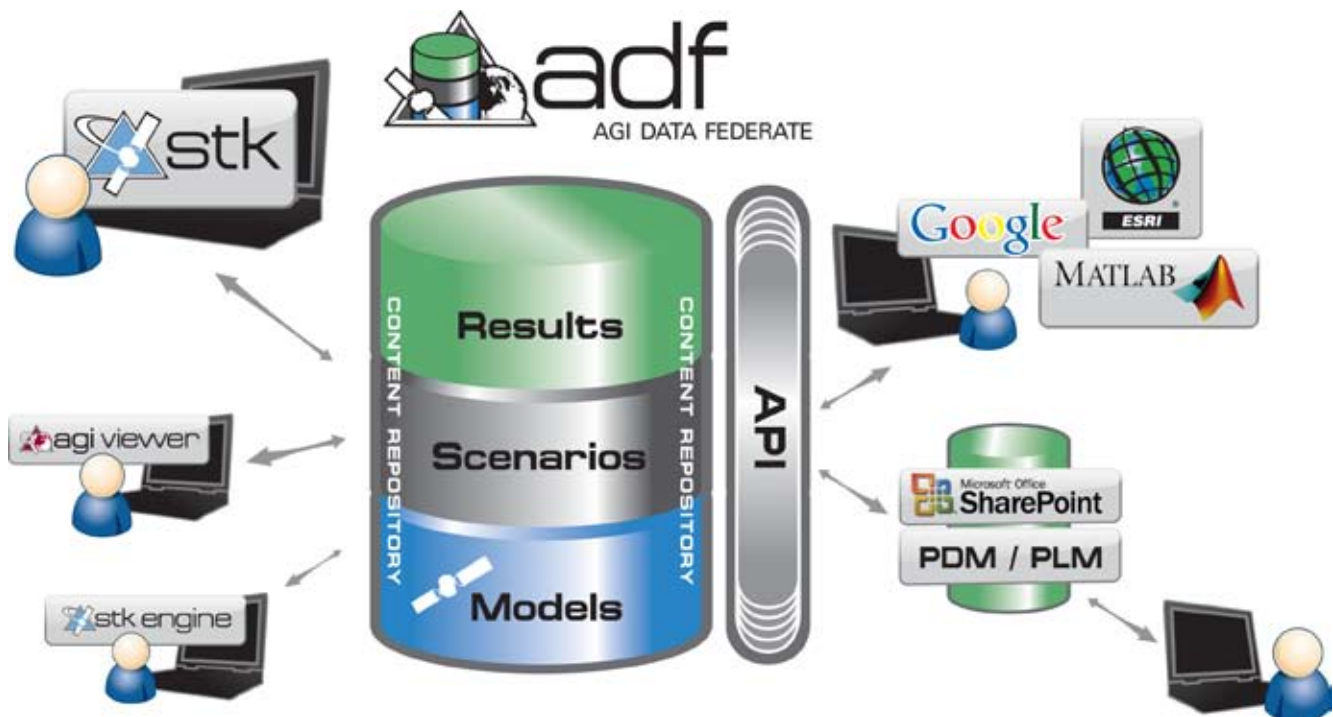 adf
AGI DATA FEDERATE
stk
agi viewer
stk engine
CONTENT REPOSITORY
Results
Scenarios
Models
CONTENT REPOSITORY
API
Google
ESRI
MATLAB
Microsoft Office
SharePoint
PDM / PLM